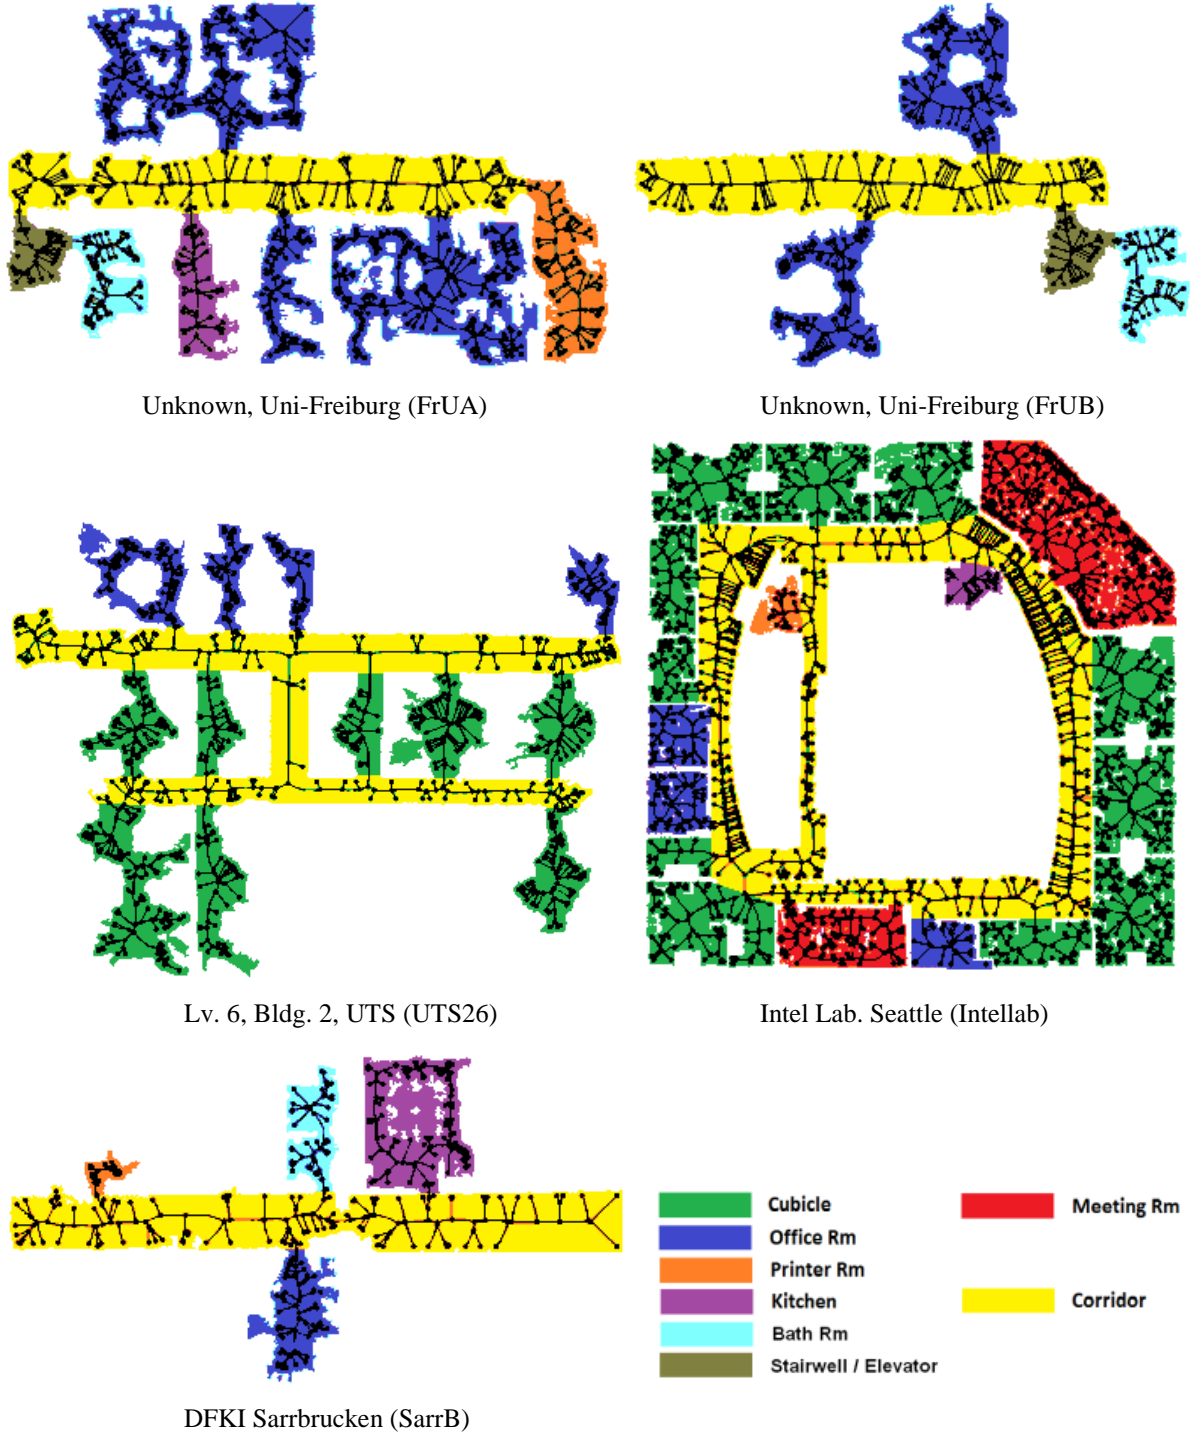 Unknown, Uni-Freiburg (FrUA)
Unknown, Uni-Freiburg (FrUB)
Lv. 6, Bldg. 2, UTS (UTS26)
Intel Lab. Seattle (Intellab)
Cubicle
Office Rm
Printer Rm
Kitchen
Bath Rm
Stairwell / Elevator
Meeting Rm
Corridor
DFKI Sarrbrucken (SarrB)